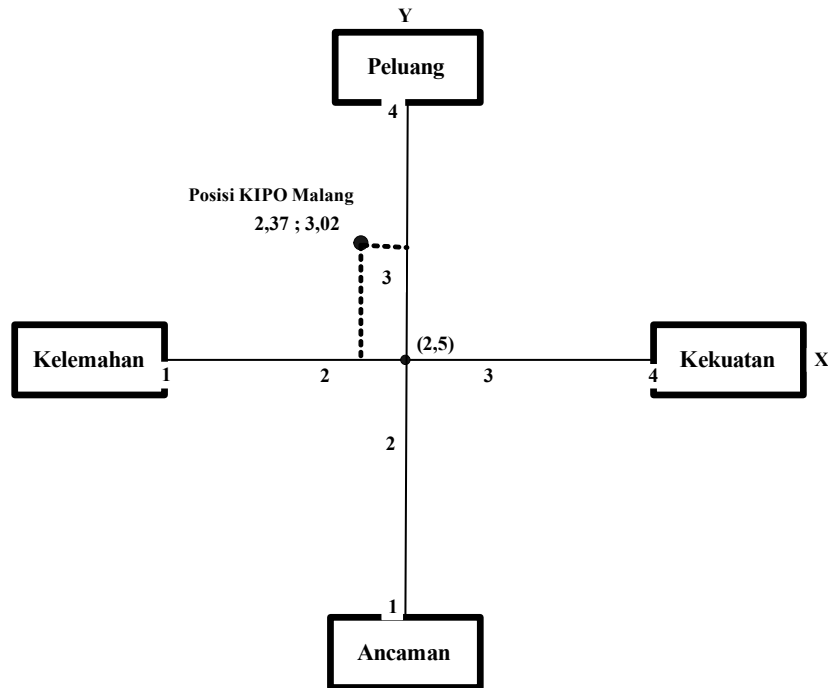 Y
Peluang
4
Posisi KIPO Malang
2,37 ; 3,02
3
(2,5)
Kelemahan
Kekuatan
X
1
2
3
4
2
1
Ancaman